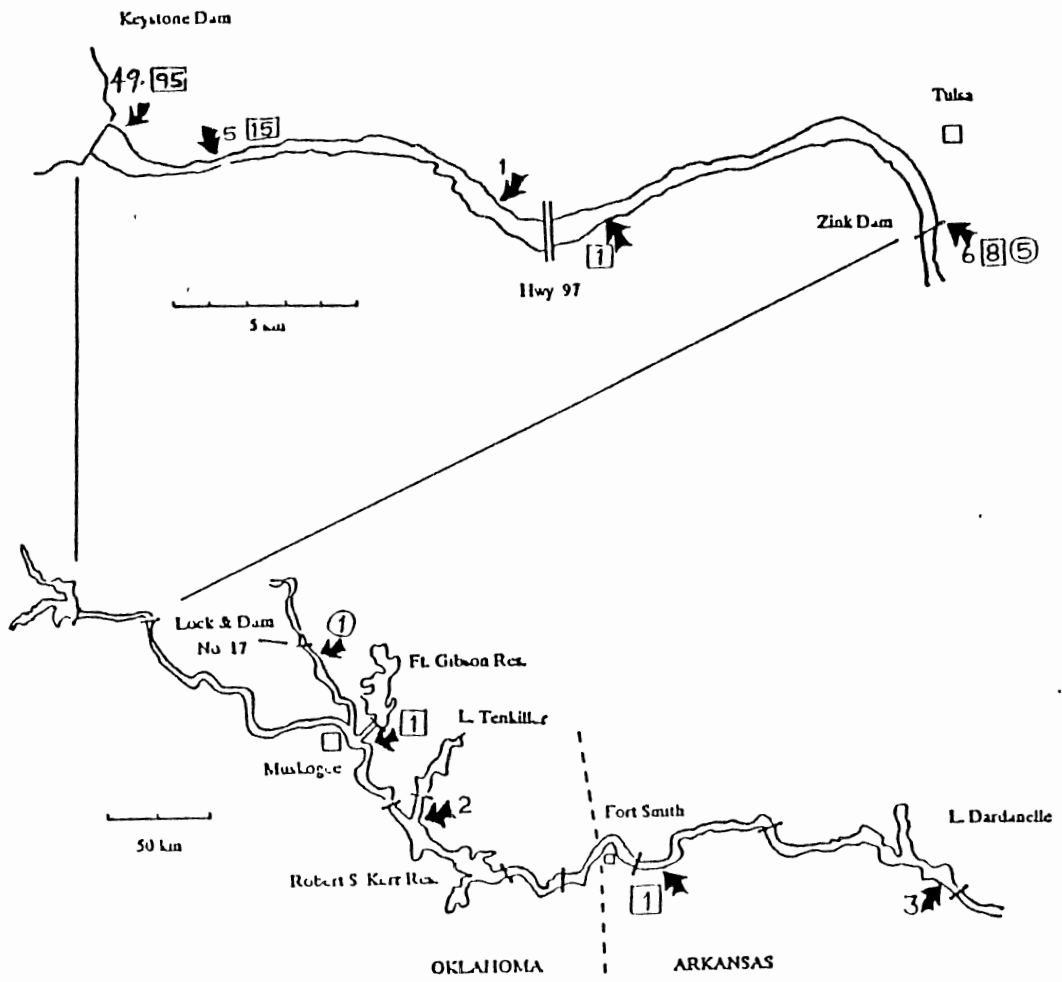 Keystone Dam
49. 95
5 15
Tulsa
1
Zink Dam
1
6 8 5
Hwy 97
5 km
Lock & Dam
No 17
1
Ft. Gibson Res.
1
L. Tenkiller
Muskogee
2
Fort Smith
L. Dardanelle
50 km
Robert S Kerr Res.
1
3
OKLAHOMA
ARKANSAS